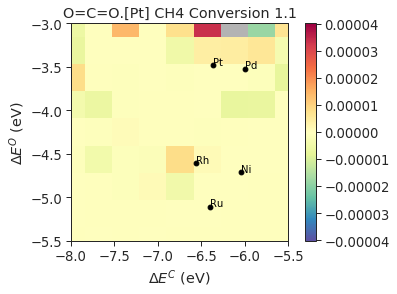 O=C=O.[Pt] CH4 Conversion 1.1
−3.0
−3.5
−4.0
−4.5
−5.0
−5.5
ΔE^O (eV)
Pt
Pd
Rh
Ni
Ru
−8.0 −7.5 −7.0 −6.5 −6.0 −5.5
ΔE^C (eV)
0.00004
0.00003
0.00002
0.00001
0.00000
−0.00001
−0.00002
−0.00003
−0.00004